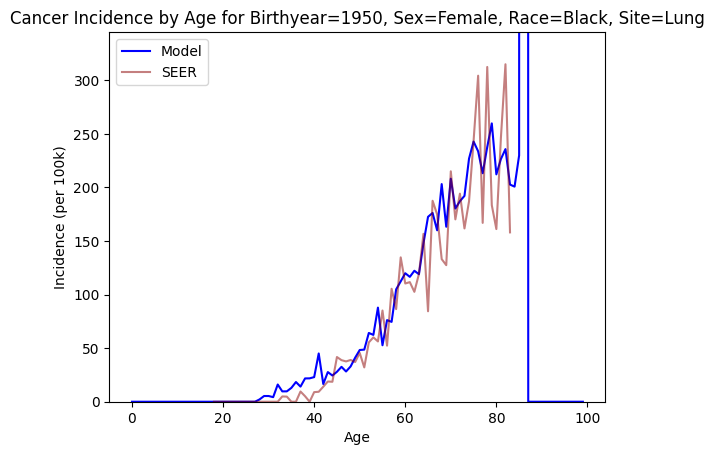 Cancer Incidence by Age for Birthyear=1950, Sex=Female, Race=Black, Site=Lung
Model
SEER
300
250
200
150
100
50
0
Incidence (per 100k)
0 20 40 60 80 100
Age